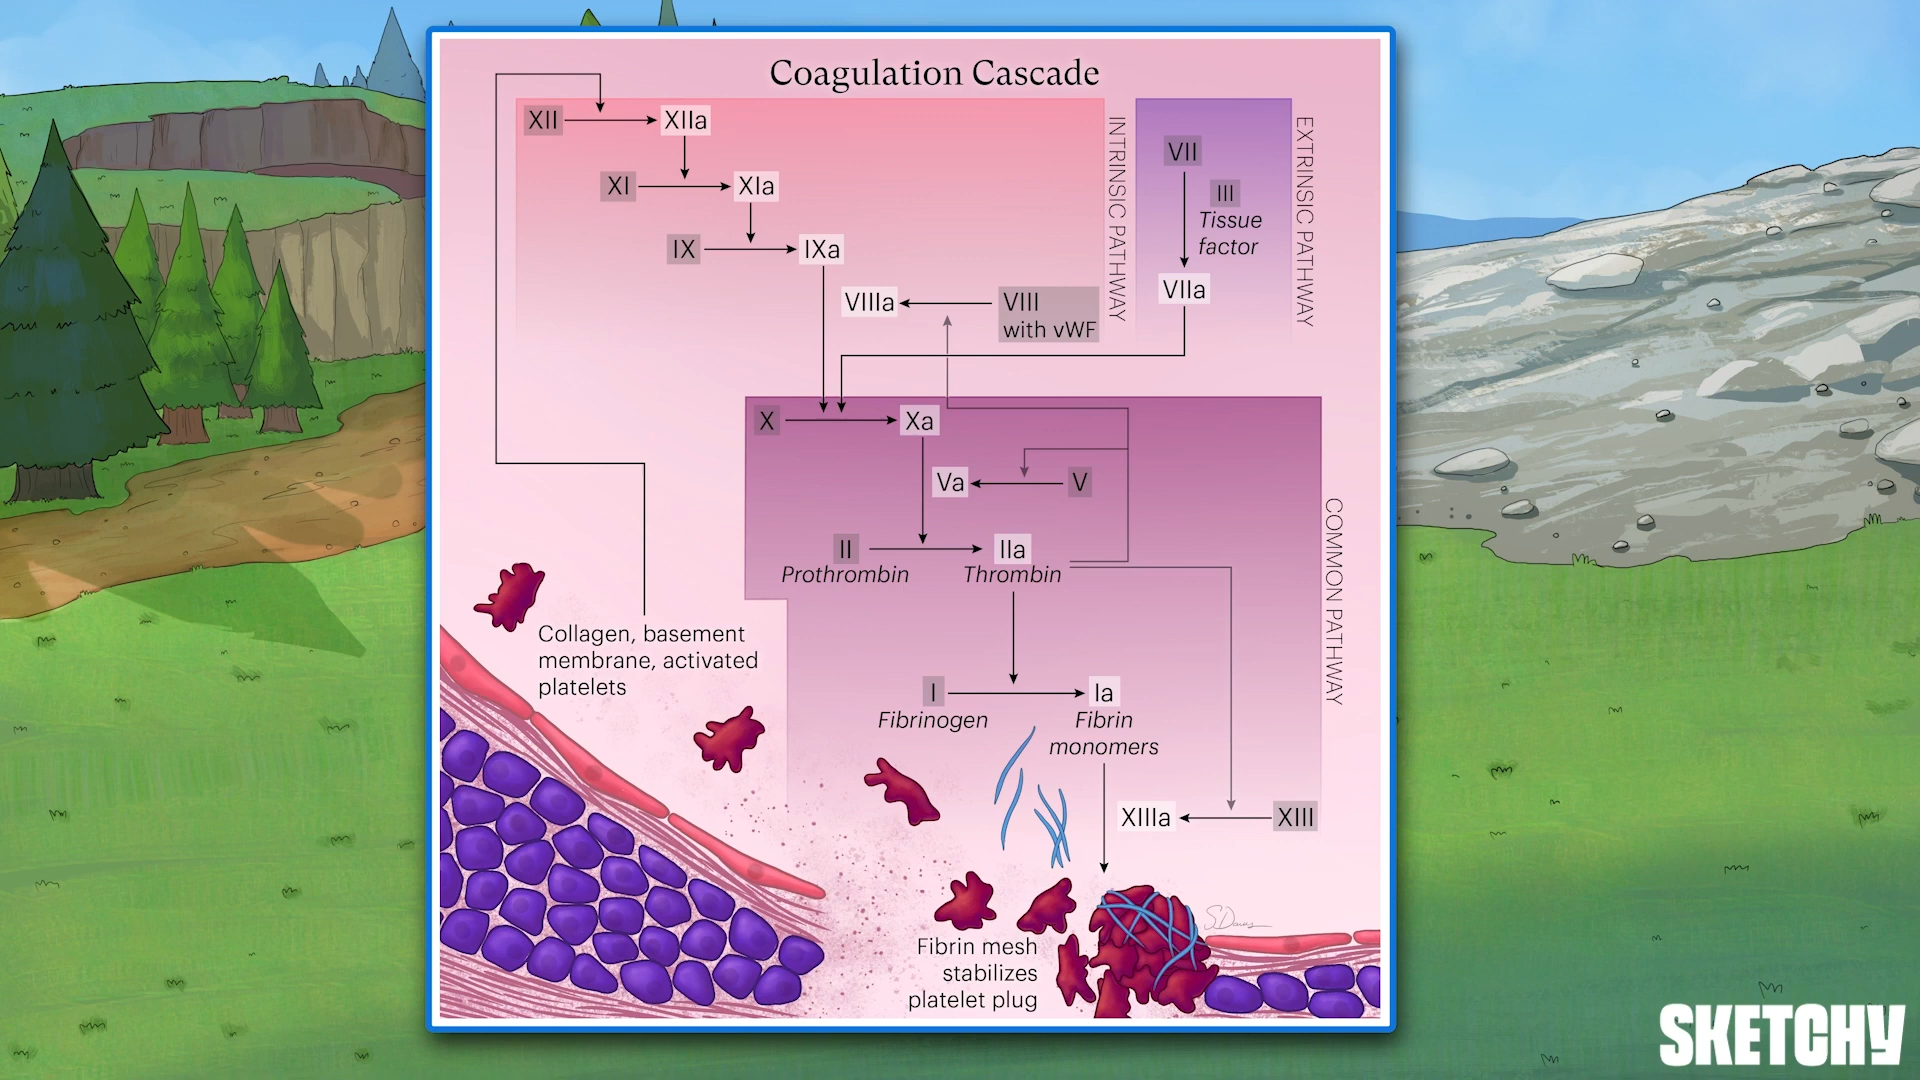 Coagulation Cascade
XII
XIIa
XI
XIa
IX
IXa
VIIIa
VIII
with vWF
INTRINSIC PATHWAY
VII
III
Tissue
factor
VIIa
EXTRINSIC PATHWAY
X
Xa
Va
V
II
Prothrombin
IIa
Thrombin
COMMON PATHWAY
Collagen, basement
membrane, activated
platelets
I
Fibrinogen
Ia
Fibrin
monomers
XIIIa
XIII
Fibrin mesh
stabilizes
platelet plug
SKETCHY